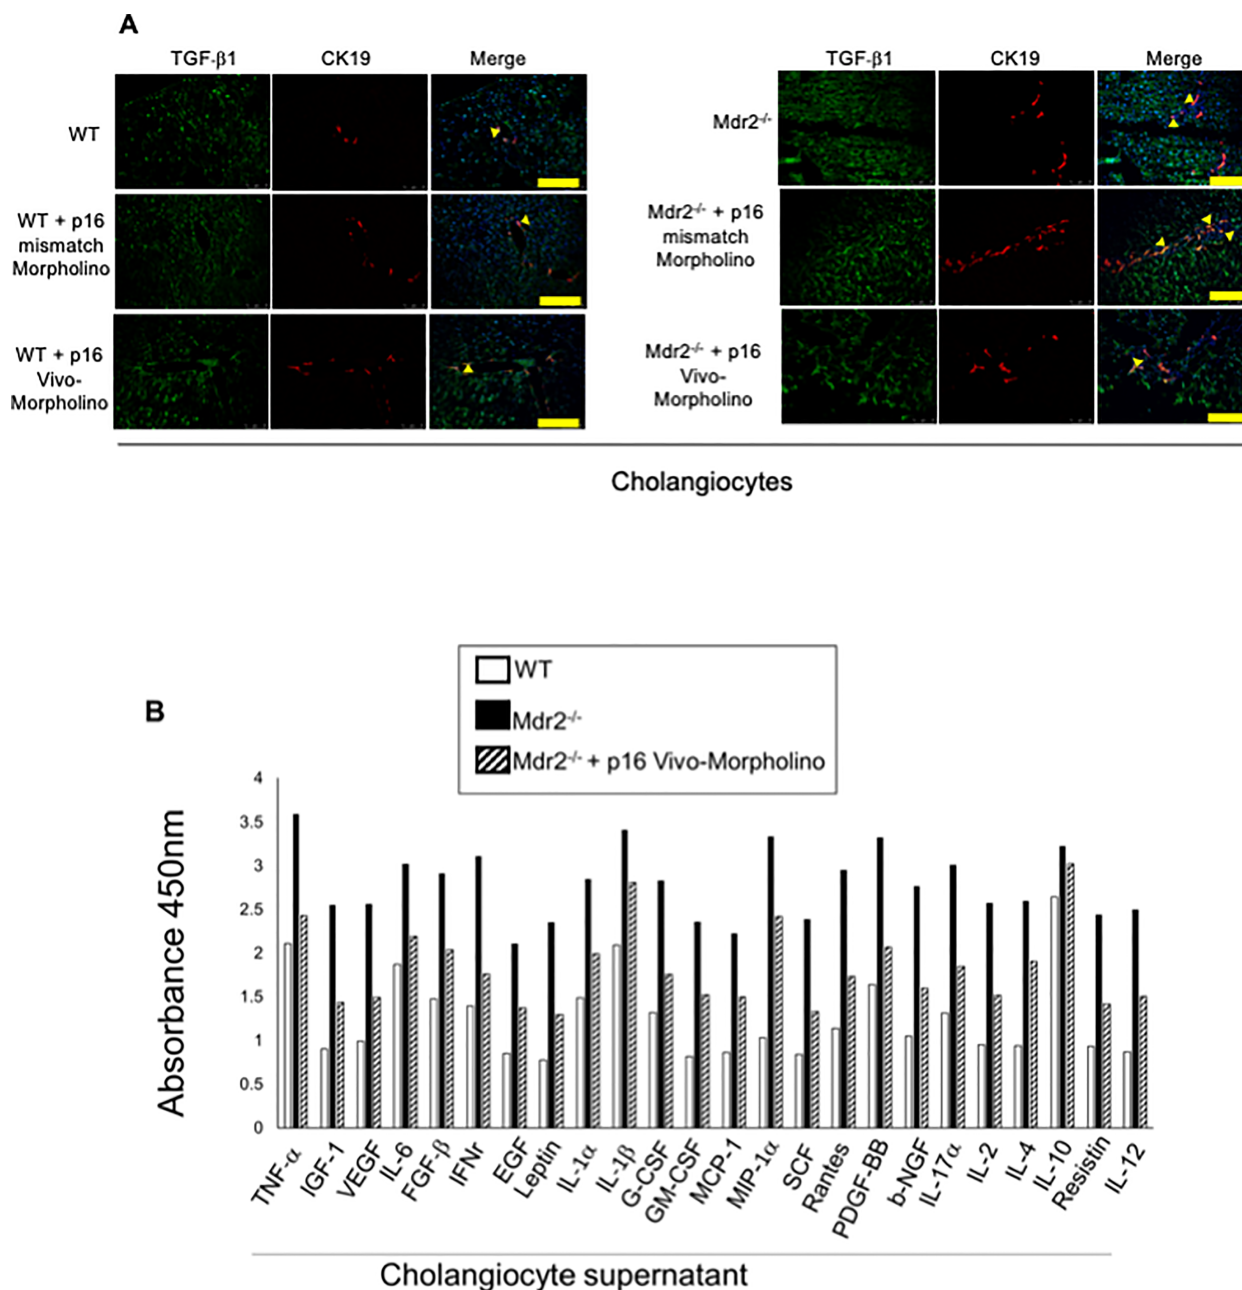 A
TGF-β1 CK19 Merge
WT
WT + p16
mismatch
Morpholino
WT + p16
Vivo-
Morpholino
TGF-β1 CK19 Merge
Mdr2-/-
Mdr2-/- + p16
mismatch
Morpholino
Mdr2-/- + p16
Vivo-
Morpholino
Cholangiocytes
B
WT
Mdr2-/-
Mdr2-/- + p16 Vivo-Morpholino
Absorbance 450nm
4
3.5
3
2.5
2
1.5
1
0.5
0
TNF-α
IGF-1
VEGF
IL-6
FGF-β
IFNr
EGF
Leptin
IL-1α
IL-1β
G-CSF
GM-CSF
MCP-1
MIP-1α
SCF
Rantes
PDGF-BB
b-NGF
IL-17α
IL-2
IL-4
IL-10
Resistin
IL-12
Cholangiocyte supernatant